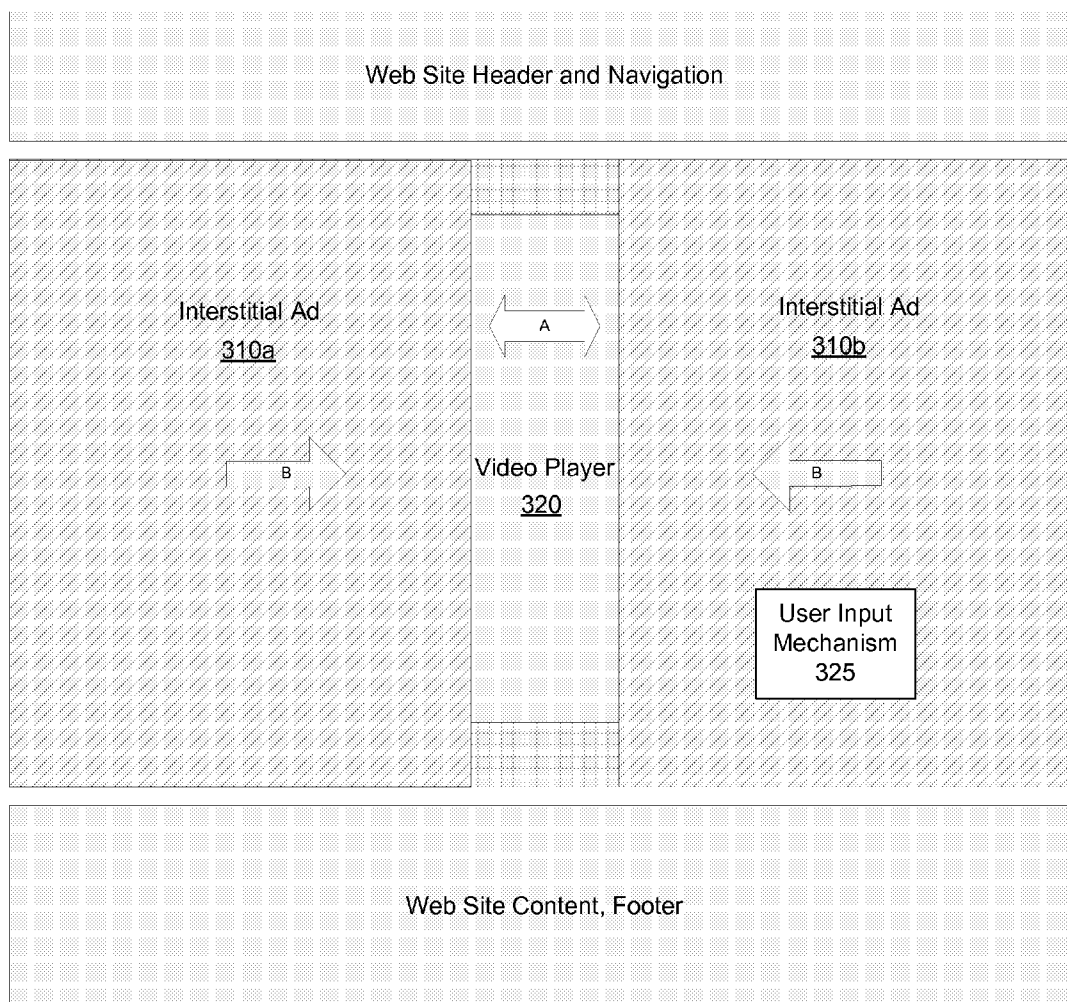 Web Site Header and Navigation
Interstitial Ad
310a
A
Interstitial Ad
310b
B
Video Player
320
B
User Input
Mechanism
325
Web Site Content, Footer